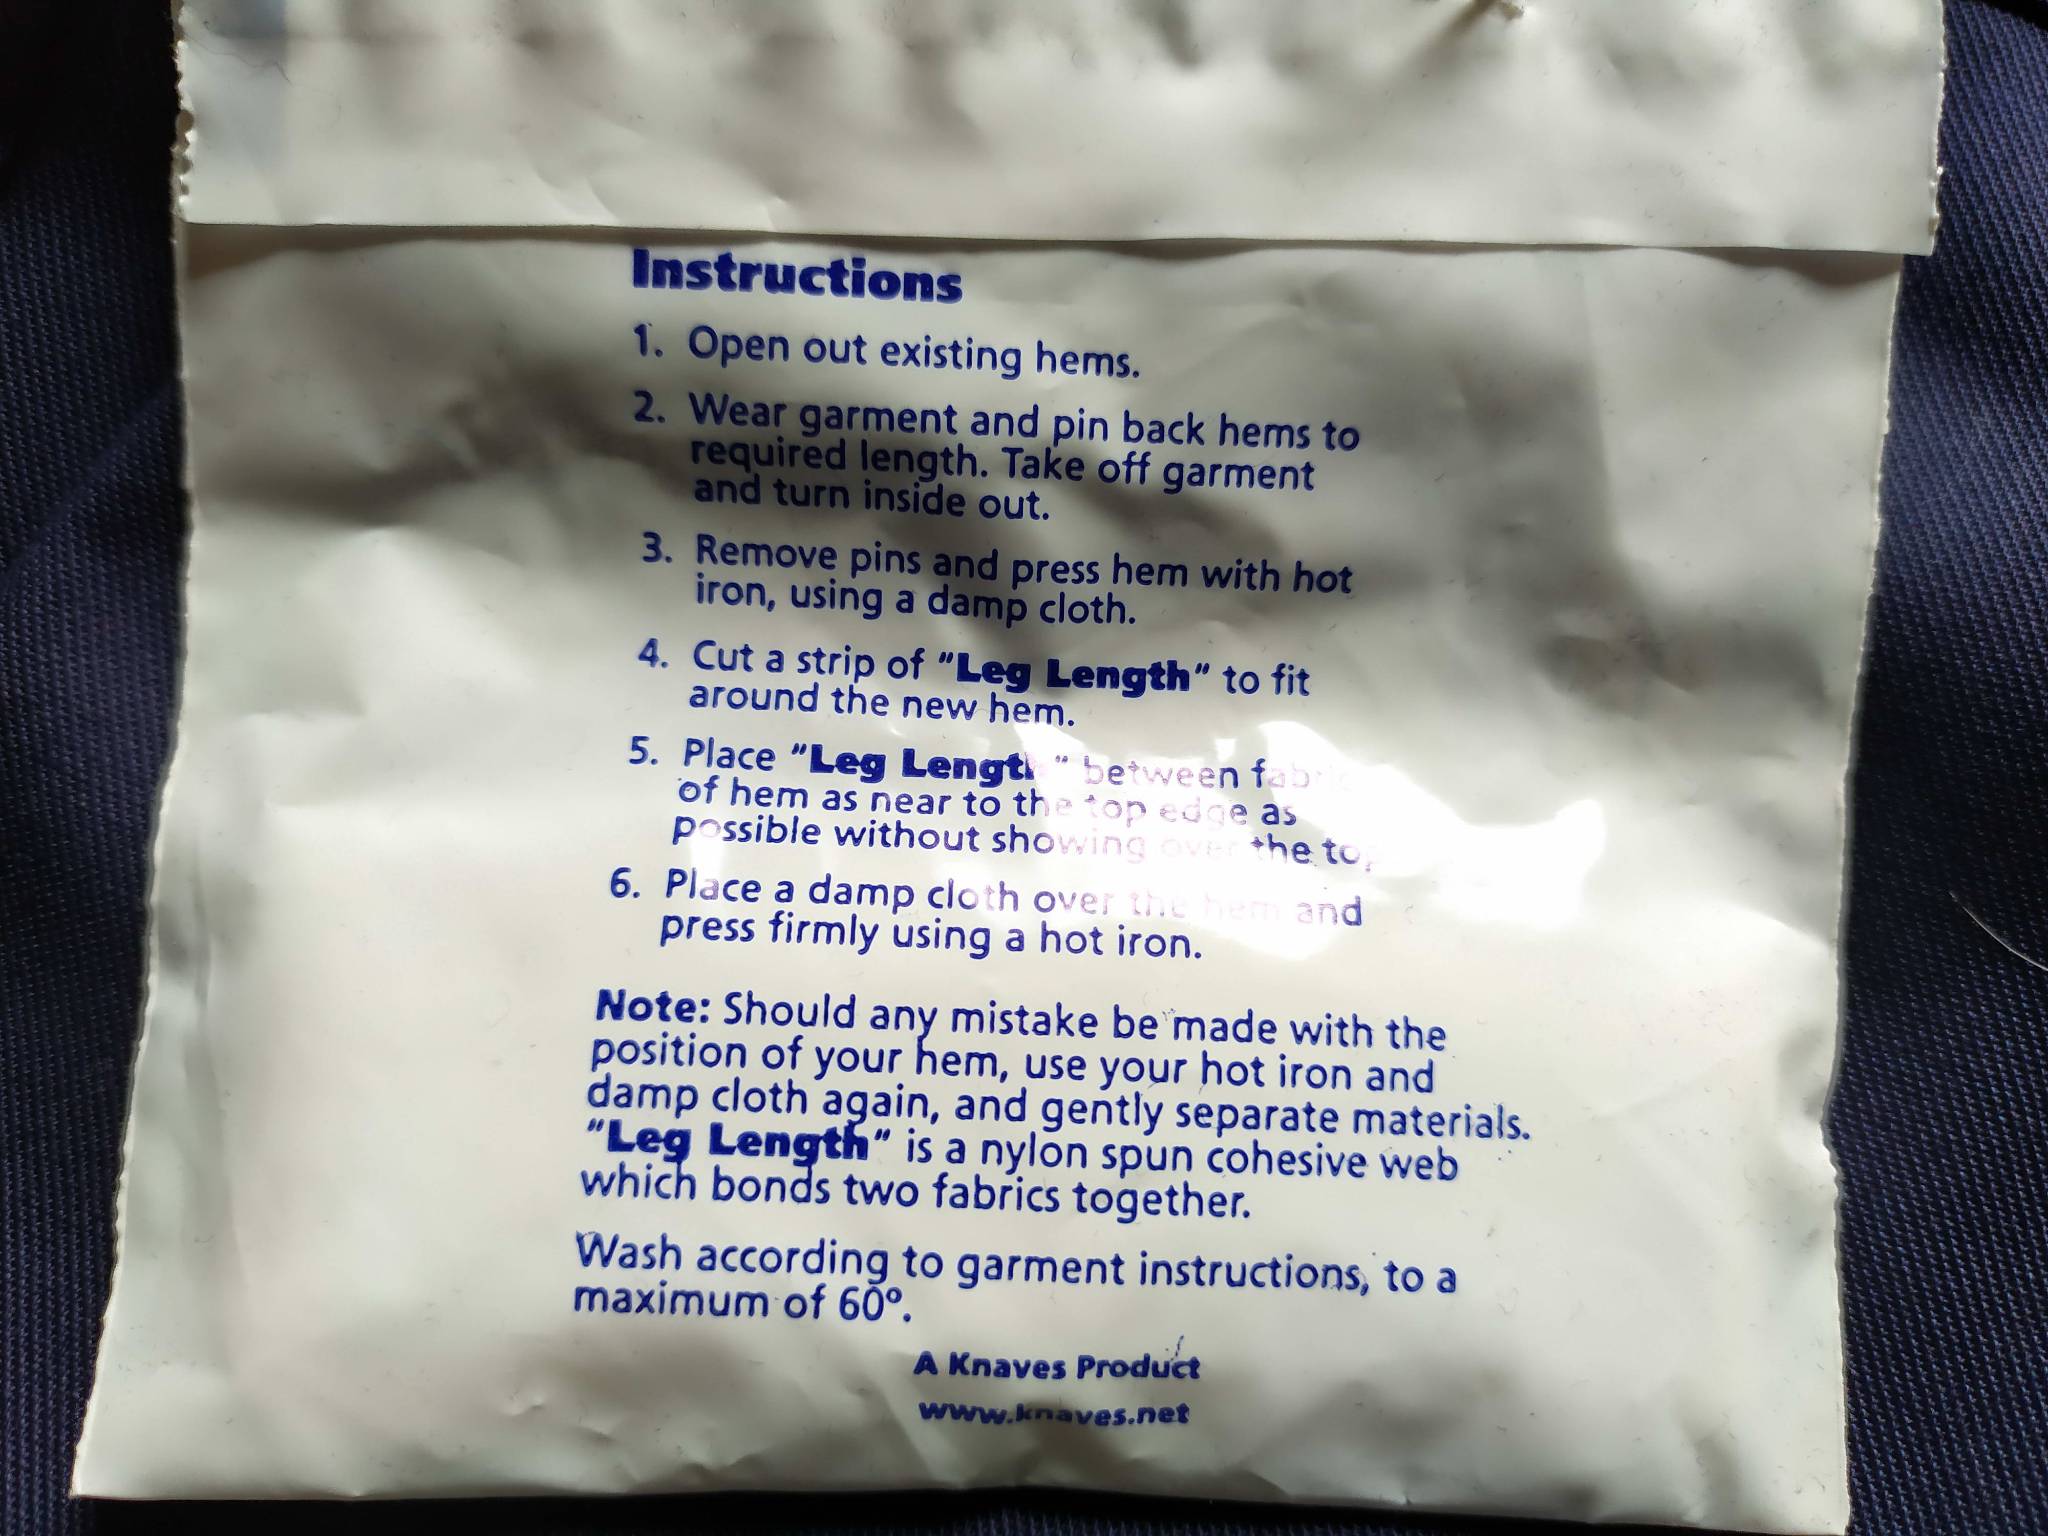 Instructions
1. Open out existing hems.
2. Wear garment and pin back hems to
required length. Take off garment
and turn inside out.
3. Remove pins and press hem with hot
iron, using a damp cloth.
4. Cut a strip of "Leg Length" to fit
around the new hem.
5. Place "Leg Length" between fabric
of hem as near to the top edge as
possible without showing over the top
6. Place a damp cloth over the hem and
press firmly using a hot iron.
Note: Should any mistake be made with the
position of your hem, use your hot iron and
damp cloth again, and gently separate materials.
"Leg Length" is a nylon spun cohesive web
which bonds two fabrics together.
Wash according to garment instructions, to a
maximum of 60°.
A Knaves Product
www.knaves.net